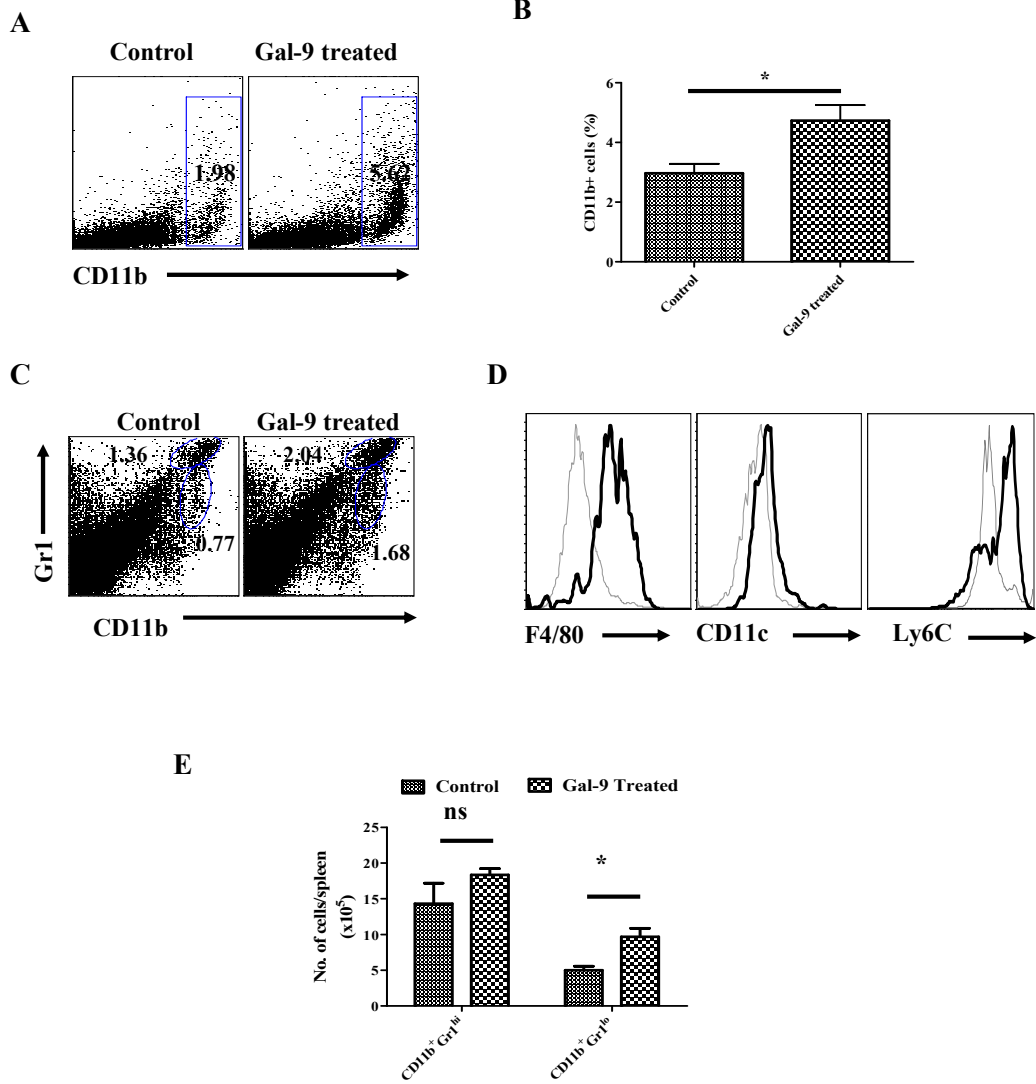 A
Control Gal-9 treated
1.98
CD11b
B
*
CD11b+ cells (%)
6
4
2
0
Control
Gal-9 treated
C
Control Gal-9 treated
1.36 2.04
0.77 1.68
Gr1
CD11b
D
F4/80 CD11c Ly6C
E
Control Gal-9 Treated
ns
*
No. of cells/spleen
(x10⁵)
25
20
15
10
5
0
CD11b⁺ Gr1ʰⁱ
CD11b⁺ Gr1ˡᵒ